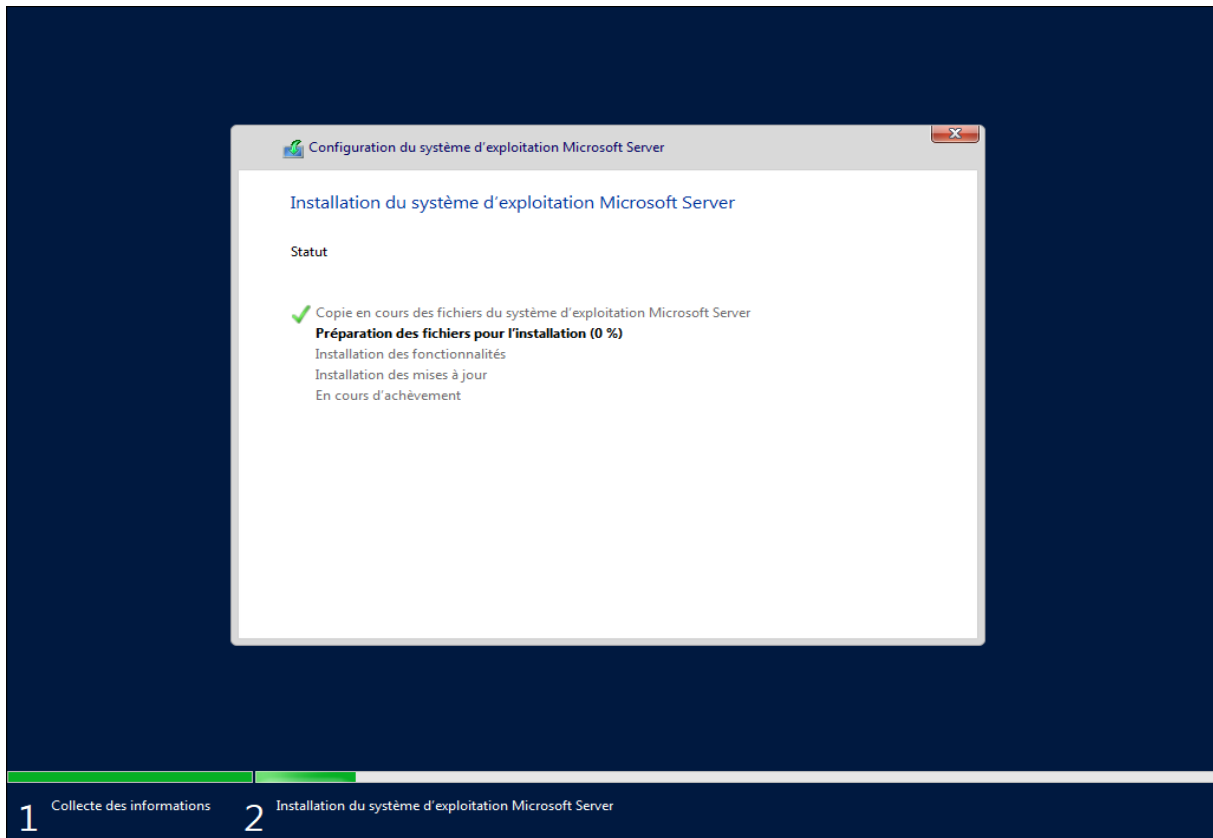 Configuration du système d'exploitation Microsoft Server
Installation du système d'exploitation Microsoft Server
Statut
Copie en cours des fichiers du système d'exploitation Microsoft Server
Préparation des fichiers pour l'installation (0 %)
Installation des fonctionnalités
Installation des mises à jour
En cours d'achèvement
1 Collecte des informations
2 Installation du système d'exploitation Microsoft Server